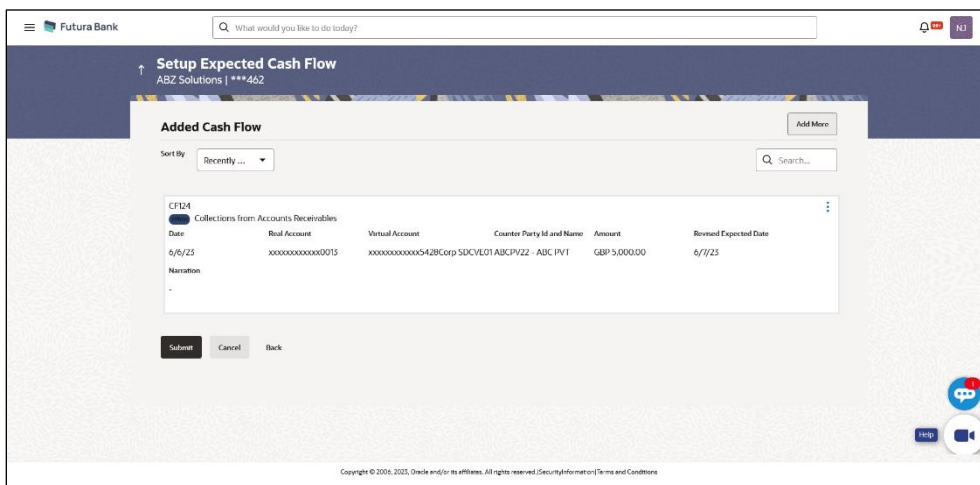 Futura Bank
What would you like to do today?
NJ
Setup Expected Cash Flow
ABZ Solutions | ***462
Added Cash Flow
Add More
Sort By
Recently ...
Search...
CF124
Collections from Accounts Receivables
Date Real Account Virtual Account Counter Party Id and Name Amount Revised Expected Date
6/6/23 xxxxxxxxxxxx0013 xxxxxxxxxxxx542BCorp SDCVE01 ABCPV22 - ABC PVT GBP 5,000.00 6/7/23
Narration
-
Submit Cancel Back
1
Help
Copyright © 2006, 2023, Oracle and/or its affiliates. All rights reserved.|SecurityInformation|Terms and Conditions